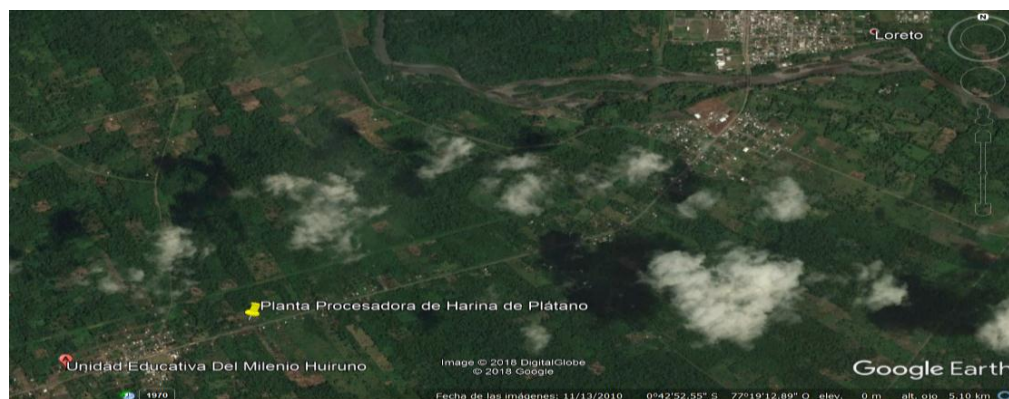 N
Loreto
Planta Procesadora de Harina de Plátano
Unidad Educativa Del Milenio Huiruno
Image © 2018 DigitalGlobe
© 2018 Google
Google Earth
1970
Fecha de las imágenes: 11/13/2010 0°42'52.55" S 77°19'12.89" O elev. 0 m alt. ojo 5.10 km